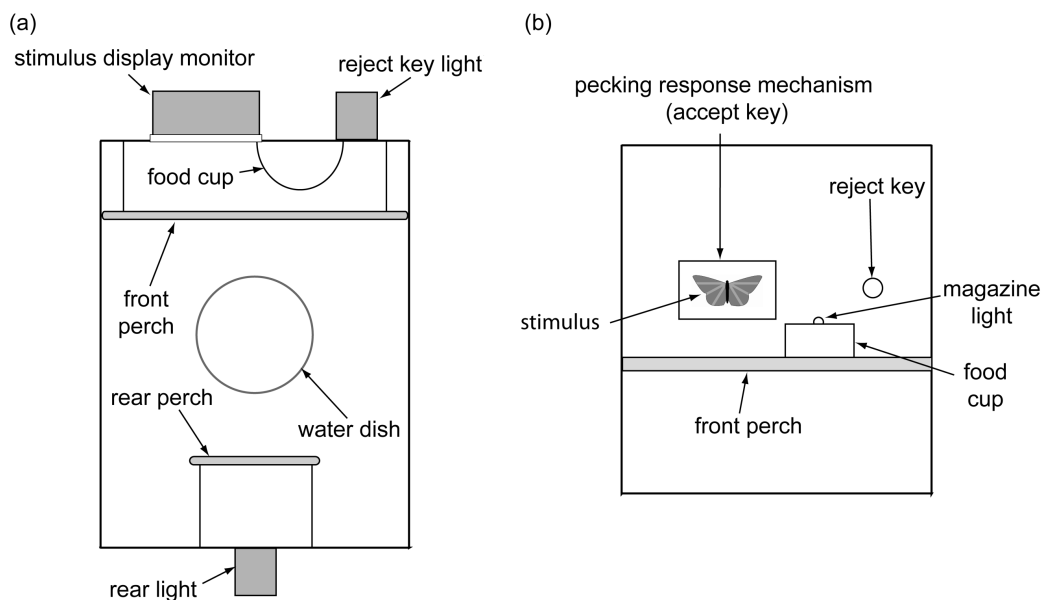 (a)
stimulus display monitor
reject key light
food cup
front
perch
rear perch
water dish
rear light
(b)
pecking response mechanism
(accept key)
reject key
magazine
light
stimulus
food
cup
front perch